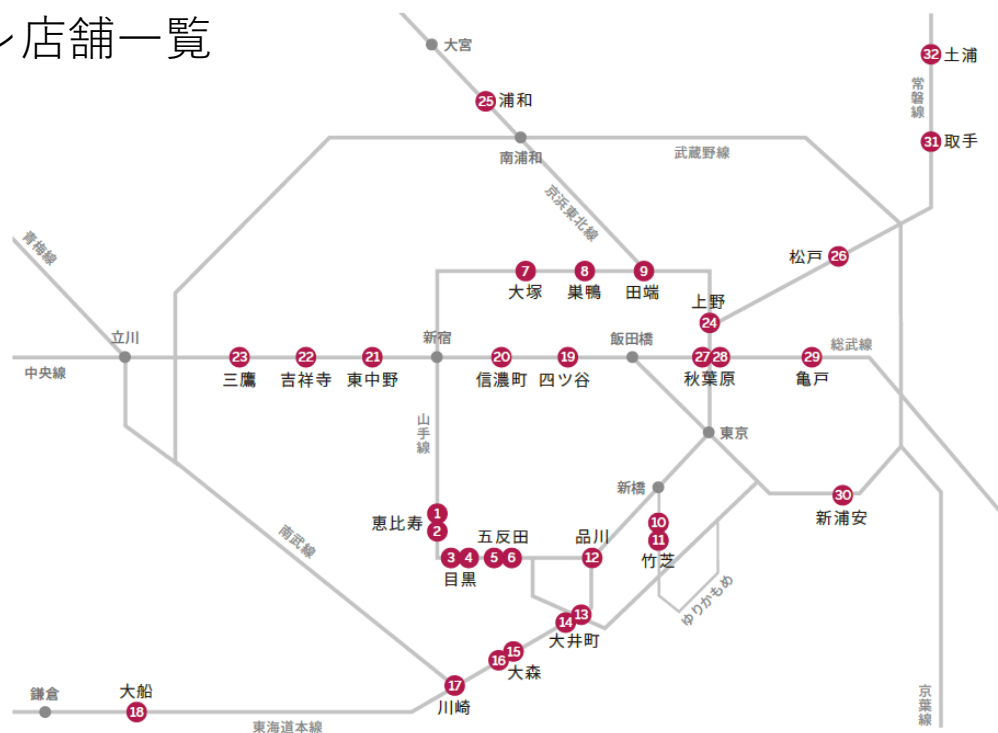 店舗一覧
大宮
32 土浦
常磐線
25 浦和
31 取手
南浦和
武蔵野線
京浜東北線
青梅線
松戸 26
7 8 9
大塚 巣鴨 田端
上野
24
立川
新宿
飯田橋
総武線
23 22 21 20 19 27 28 29
中央線
三鷹 吉祥寺 東中野 信濃町 四ツ谷 秋葉原 亀戸
山手線
東京
新橋
30
新浦安
恵比寿
1
2
10
11
竹芝
五反田
品川
3 4 5 6 12
目黒
南武線
ゆりかもめ
13
14
大井町
15
16
大森
17
川崎
鎌倉
大船
18
東海道本線
京葉線